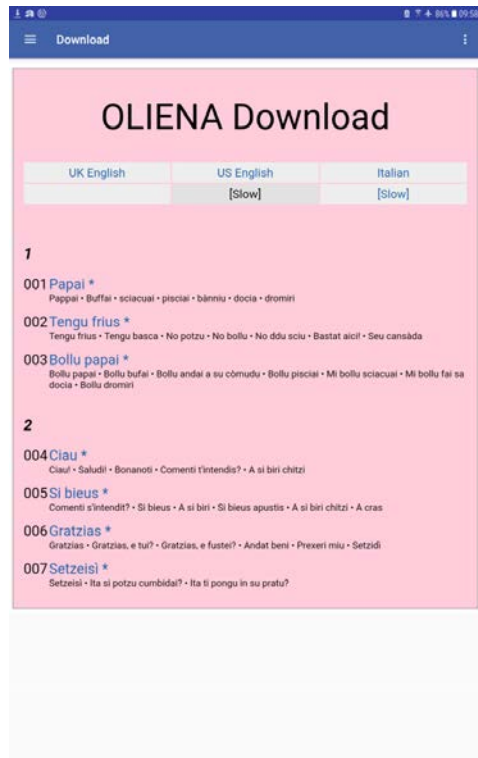 86% 09:58
Download
OLIENA Download
UK English US English Italian
[Slow] [Slow]
1
001 Papai *
Pappai • Buffai • sciacuai • pisciai • bànniu • docia • dromiri
002 Tengu frius *
Tengu frius • Tengu basca • No potzu • No bollu • No ddu sciu • Bastat aici! • Seu cansàda
003 Bollu papai *
Bollu papai • Bollu bufai • Bollu andai a su còmudu • Bollu pisciai • Mi bollu sciacuai • Mi bollu fai sa
docia • Bollu dromiri
2
004 Ciau *
Ciau! • Saludi! • Bonanoti • Comenti t'intendis? • A si biri chitzi
005 Si bieus *
Comenti s'intendit? • Si bieus • A si biri • Si bieus apustis • A si biri chitzi • A cras
006 Gratzias *
Gratzias • Gratzias, e tui? • Gratzias, e fustei? • Andat beni • Prexeri miu • Setzidi
007 Setzeisì *
Setzeisì • Ita si potzu cumbidai? • Ita ti pongu in su pratu?